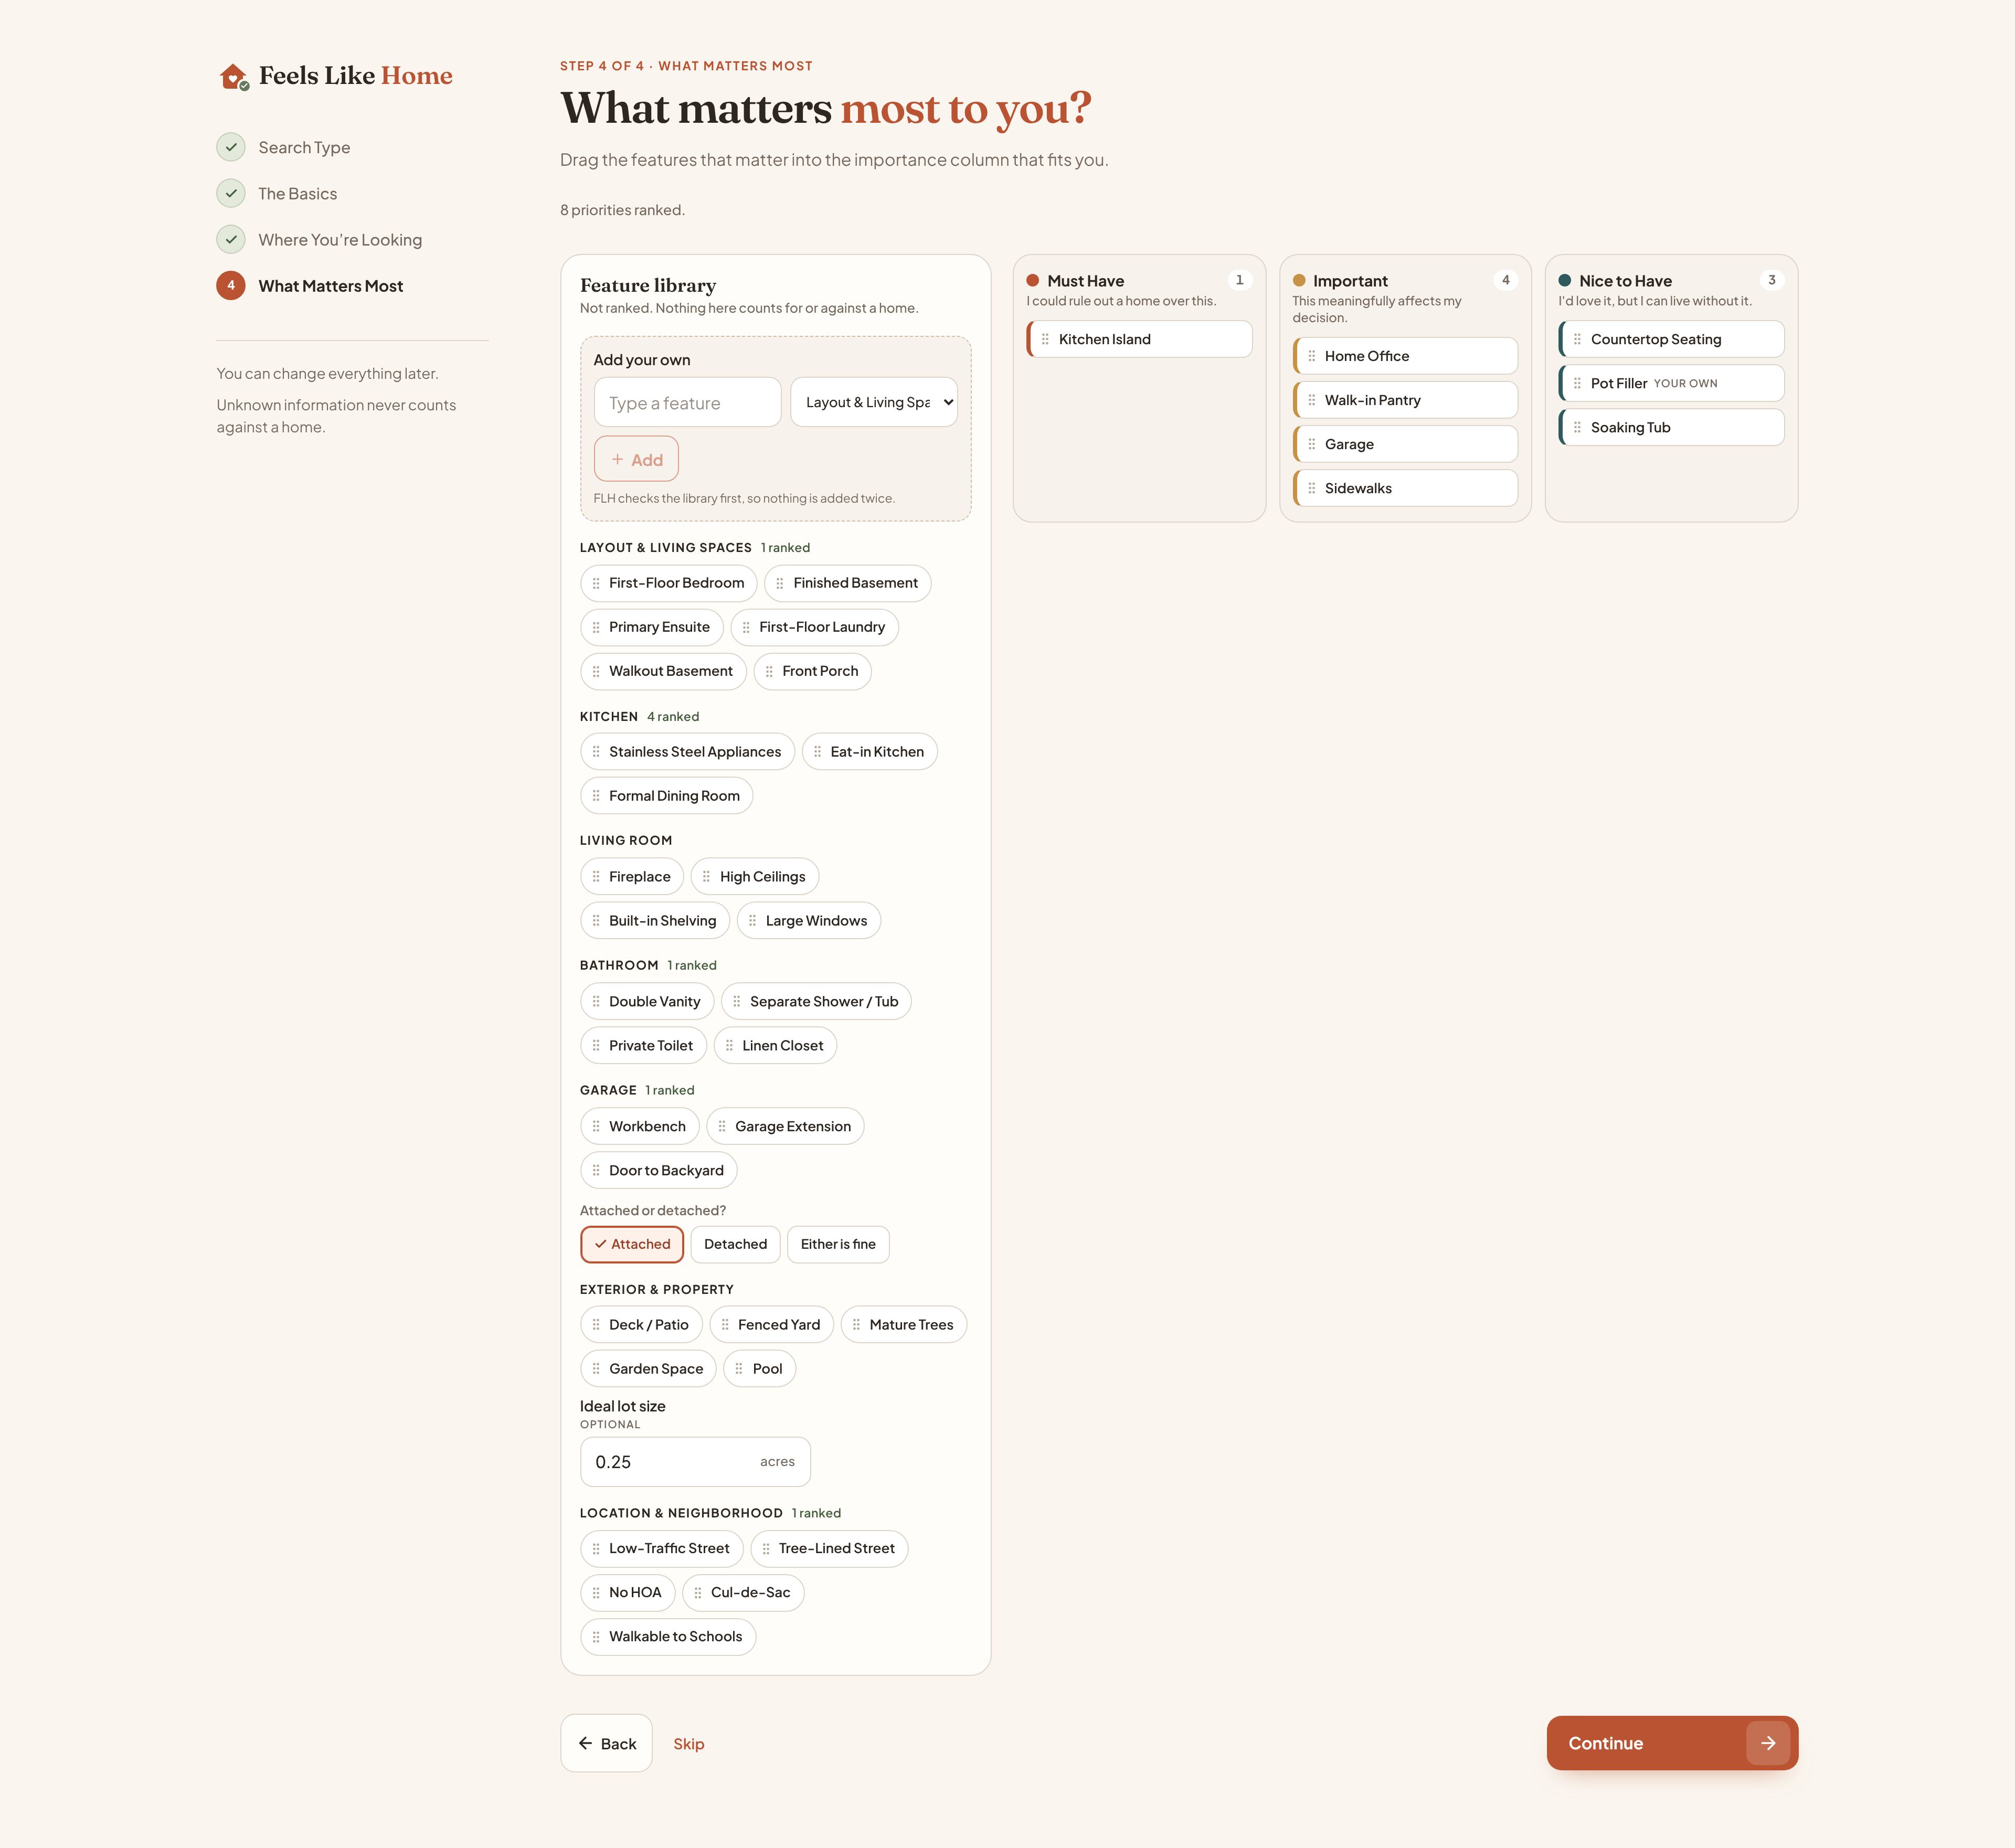 Feels Like Home
Search Type
The Basics
Where You're Looking
4 What Matters Most
You can change everything later.
Unknown information never counts
against a home.
STEP 4 OF 4 · WHAT MATTERS MOST
What matters most to you?
Drag the features that matter into the importance column that fits you.
8 priorities ranked.
Feature library
Not ranked. Nothing here counts for or against a home.
Add your own
Type a feature Layout & Living Spa
+ Add
FLH checks the library first, so nothing is added twice.
LAYOUT & LIVING SPACES 1 ranked
First-Floor Bedroom Finished Basement
Primary Ensuite First-Floor Laundry
Walkout Basement Front Porch
KITCHEN 4 ranked
Stainless Steel Appliances Eat-in Kitchen
Formal Dining Room
LIVING ROOM
Fireplace High Ceilings
Built-in Shelving Large Windows
BATHROOM 1 ranked
Double Vanity Separate Shower / Tub
Private Toilet Linen Closet
GARAGE 1 ranked
Workbench Garage Extension
Door to Backyard
Attached or detached?
Attached Detached Either is fine
EXTERIOR & PROPERTY
Deck / Patio Fenced Yard Mature Trees
Garden Space Pool
Ideal lot size
OPTIONAL
0.25 acres
LOCATION & NEIGHBORHOOD 1 ranked
Low-Traffic Street Tree-Lined Street
No HOA Cul-de-Sac
Walkable to Schools
Must Have 1
I could rule out a home over this.
Kitchen Island
Important 4
This meaningfully affects my
decision.
Home Office
Walk-in Pantry
Garage
Sidewalks
Nice to Have 3
I'd love it, but I can live without it.
Countertop Seating
Pot Filler YOUR OWN
Soaking Tub
Back Skip Continue